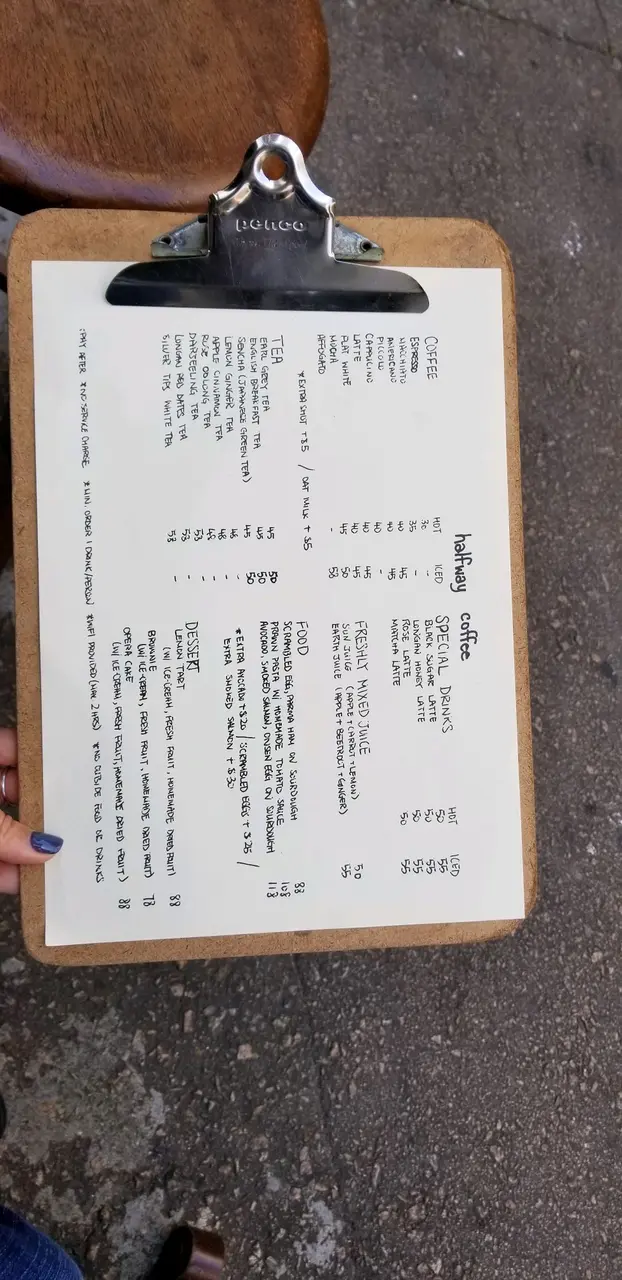 penco
halfway coffee
COFFEE HOT ICED
ESPRESSO 30 -
MACCHIATO 35 -
AMERICANO 40 45
PICCOLO 40 -
CAPPUCINO 40 45
LATTE 40 45
FLAT WHITE 40 45
MOCHA 45 50
AFFOGATO - 58
*EXTRA SHOT +$5 / OAT MILK + $5
TEA
EARL GREY TEA 45 50
ENGLISH BREAKFAST TEA 45 50
SENCHA (JAPANESE GREEN TEA) 45 50
LEMON GINGER TEA 48 -
APPLE CINNAMON TEA 48 -
ROSE OOLONG TEA 48 -
DARJEELING TEA 53 -
LONGAN RED DATES TEA 53 -
SILVER TIPS WHITE TEA 58 -
SPECIAL DRINKS HOT ICED
BLACK SUGAR LATTE 50 55
LONGAN HONEY LATTE 50 55
ROSE LATTE 50 55
MATCHA LATTE 50 55
FRESHLY MIXED JUICE
SUN JUICE (APPLE+CARROT+LEMON) 50
EARTH JUICE (APPLE+BEETROOT+GINGER) 55
FOOD
SCRAMBLED EGG, PARMA HAM ON SOURDOUGH 88
PRAWN PASTA W/ HOMEMADE TOMATO SAUCE 108
AVOCADO, SMOKED SALMON, ONSEN EGG ON SOURDOUGH 118
*EXTRA AVOCADO +$20 / SCRAMBLED EGGS + $25 /
EXTRA SMOKED SALMON + $30
DESSERT
LEMON TART
(W/ ICE-CREAM, FRESH FRUIT, HOMEMADE DRIED FRUIT) 88
BROWNIE
(W/ ICE-CREAM, FRESH FRUIT, HOMEMADE DRIED FRUIT) 78
OPERA CAKE
(W/ ICE-CREAM, FRESH FRUIT, HOMEMADE DRIED FRUIT) 88
*PAY AFTER *NO SERVICE CHARGE *MIN. ORDER 1 DRINK/PERSON *WIFI PROVIDED (MAX. 2 HRS) *NO OUTSIDE FOOD OR DRINKS